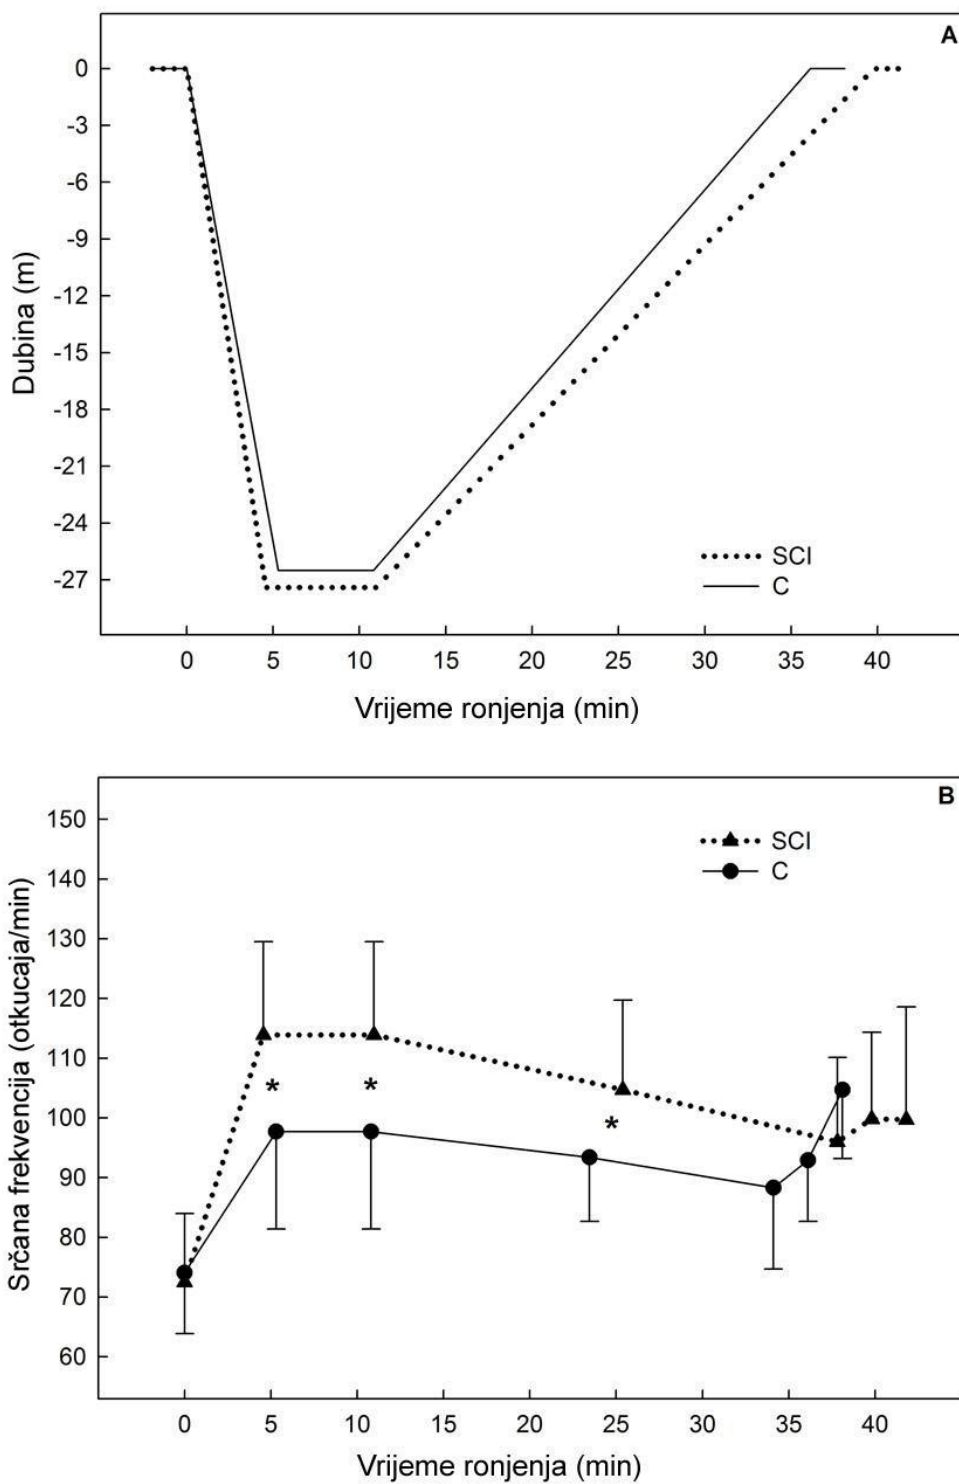 A
0
-3
-6
-9
-12
-15
-18
-21
-24
-27
Dubina (m)
SCI
C
0 5 10 15 20 25 30 35 40
Vrijeme ronjenja (min)
B
150
140
130
120
110
100
90
80
70
60
Srčana frekvencija (otkucaja/min)
SCI
C
* * *
0 5 10 15 20 25 30 35 40
Vrijeme ronjenja (min)